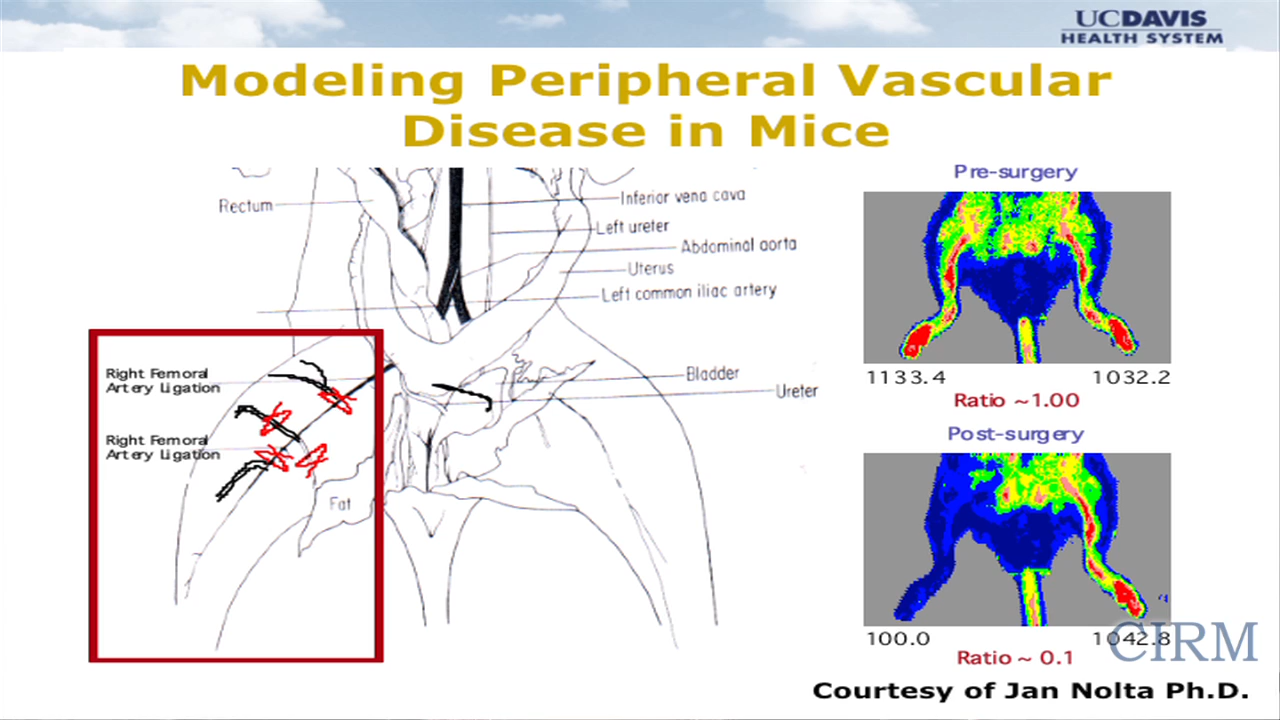 UCDAVIS
HEALTH SYSTEM
Modeling Peripheral Vascular
Disease in Mice
Rectum
Inferior vena cava
Left ureter
Abdominal aorta
Uterus
Left common iliac artery
Right Femoral
Artery Ligation
Right Femoral
Artery Ligation
Bladder
Ureter
Fat
Pre-surgery
1133.4 1032.2
Ratio ~1.00
Post-surgery
100.0 1042.8
Ratio ~ 0.1
CIRM
Courtesy of Jan Nolta Ph.D.